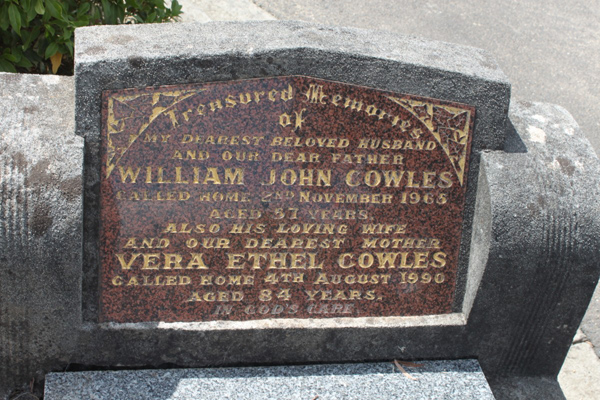 Treasured Memories
of
MY DEAREST BELOVED HUSBAND
AND OUR DEAR FATHER
WILLIAM JOHN COWLES
CALLED HOME 2ND NOVEMBER 1965
AGED 57 YEARS.
ALSO HIS LOVING WIFE
AND OUR DEAREST MOTHER
VERA ETHEL COWLES
CALLED HOME 4TH AUGUST 1990
AGED 84 YEARS.
IN GOD'S CARE